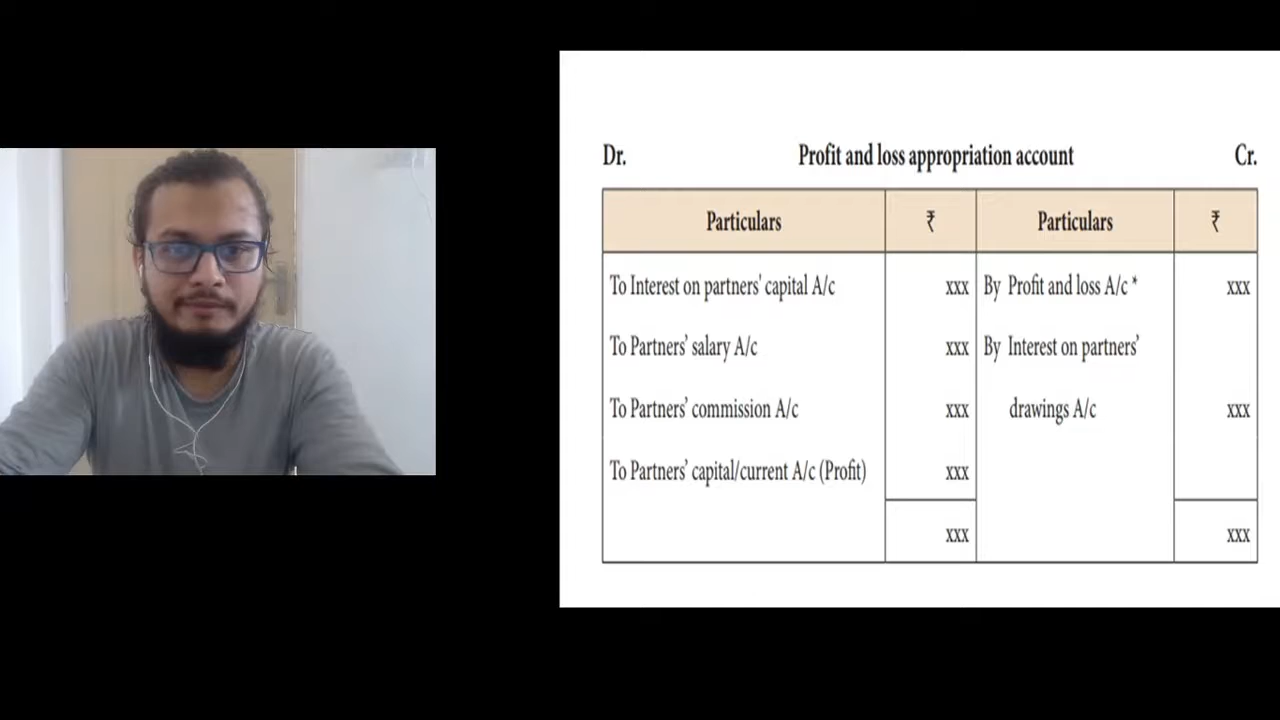 Dr. Profit and loss appropriation account Cr.
Particulars ₹ Particulars ₹
To Interest on partners' capital A/c xxx By Profit and loss A/c * xxx
To Partners’ salary A/c xxx By Interest on partners’
To Partners’ commission A/c xxx drawings A/c xxx
To Partners’ capital/current A/c (Profit) xxx
xxx xxx